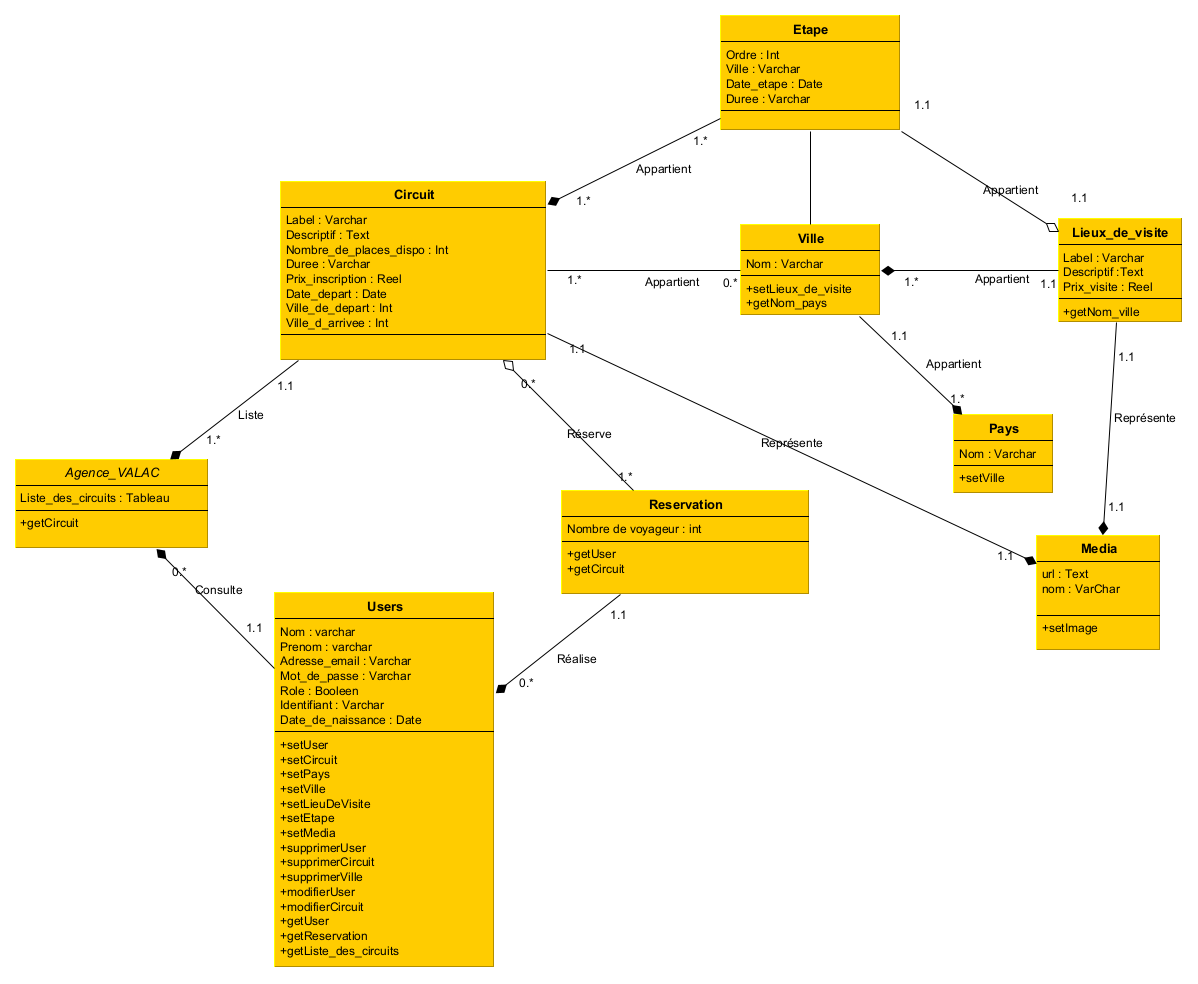 Etape
Ordre : Int
Ville : Varchar
Date_etape : Date
Duree : Varchar
1.1
1.*
Appartient
1.*
Appartient
1.1
Circuit
Label : Varchar
Descriptif : Text
Nombre_de_places_dispo : Int
Duree : Varchar
Prix_inscription : Reel
Date_depart : Date
Ville_de_depart : Int
Ville_d_arrivee : Int
Ville
Nom : Varchar
+setLieux_de_visite
+getNom_pays
Lieux_de_visite
Label : Varchar
Descriptif :Text
Prix_visite : Reel
+getNom_ville
1.*
Appartient
0.*
1.*
Appartient
1.1
1.1
Appartient
1.*
1.1
Représente
1.1
1.1
Représente
1.1
1.1
Liste
1.*
0.*
Réserve
1.*
Pays
Nom : Varchar
+setVille
Agence_VALAC
Liste_des_circuits : Tableau
+getCircuit
Reservation
Nombre de voyageur : int
+getUser
+getCircuit
Media
url : Text
nom : VarChar
+setImage
0.*
Consulte
1.1
1.1
Réalise
0.*
Users
Nom : varchar
Prenom : varchar
Adresse_email : Varchar
Mot_de_passe : Varchar
Role : Booleen
Identifiant : Varchar
Date_de_naissance : Date
+setUser
+setCircuit
+setPays
+setVille
+setLieuDeVisite
+setEtape
+setMedia
+supprimerUser
+supprimerCircuit
+supprimerVille
+modifierUser
+modifierCircuit
+getUser
+getReservation
+getListe_des_circuits